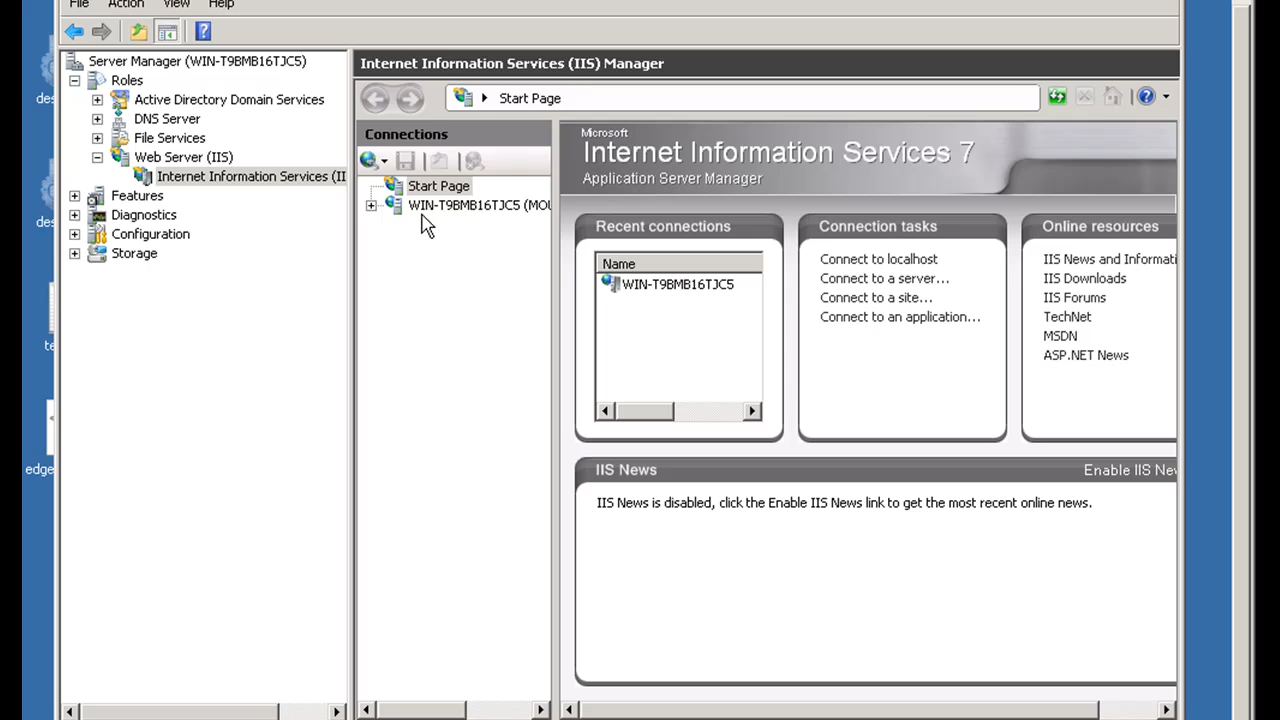 File Action View Help
Server Manager (WIN-T9BMB16TJC5)
Roles
Active Directory Domain Services
DNS Server
File Services
Web Server (IIS)
Internet Information Services (II
Features
Diagnostics
Configuration
Storage
des
des
te
edge
Internet Information Services (IIS) Manager
Start Page
Connections
Start Page
WIN-T9BMB16TJC5 (MOU
Microsoft
Internet Information Services 7
Application Server Manager
Recent connections
Name
WIN-T9BMB16TJC5
Connection tasks
Connect to localhost
Connect to a server...
Connect to a site...
Connect to an application...
Online resources
IIS News and Informati
IIS Downloads
IIS Forums
TechNet
MSDN
ASP.NET News
IIS News
Enable IIS Nev
IIS News is disabled, click the Enable IIS News link to get the most recent online news.